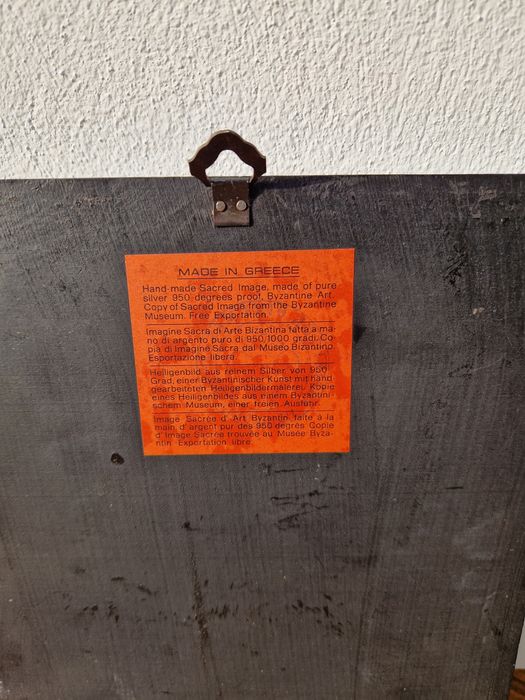 MADE IN GREECE
Hand-made Sacred Image, made of pure
silver 950 degrees proof, Byzantine Art.
Copy of Sacred Image from the Byzantine
Museum. Free Exportation.
Imagine Sacra di Arte Bizantina fatta a ma-
no di argento puro di 950/1000 gradi. Co-
pia di Imagine Sacra dal Museo Bizantino.
Esportazione libera.
Heiligenbild aus reinem Silber von 950
Grad, einer Byzantinischer Kunst mit hand-
gearbeiteten Heiligenbildermalerei. Kopie
eines Heiligenbildes aus einem Byzantini-
schem Museum, einer freien Ausfuhr.
Image Sacrée d' Art Byzantin, faite à la
main d' argent pur des 950 degrés Copie
d' Image Sacrée trouvée au Musée Byza-
ntin Exportation libre.